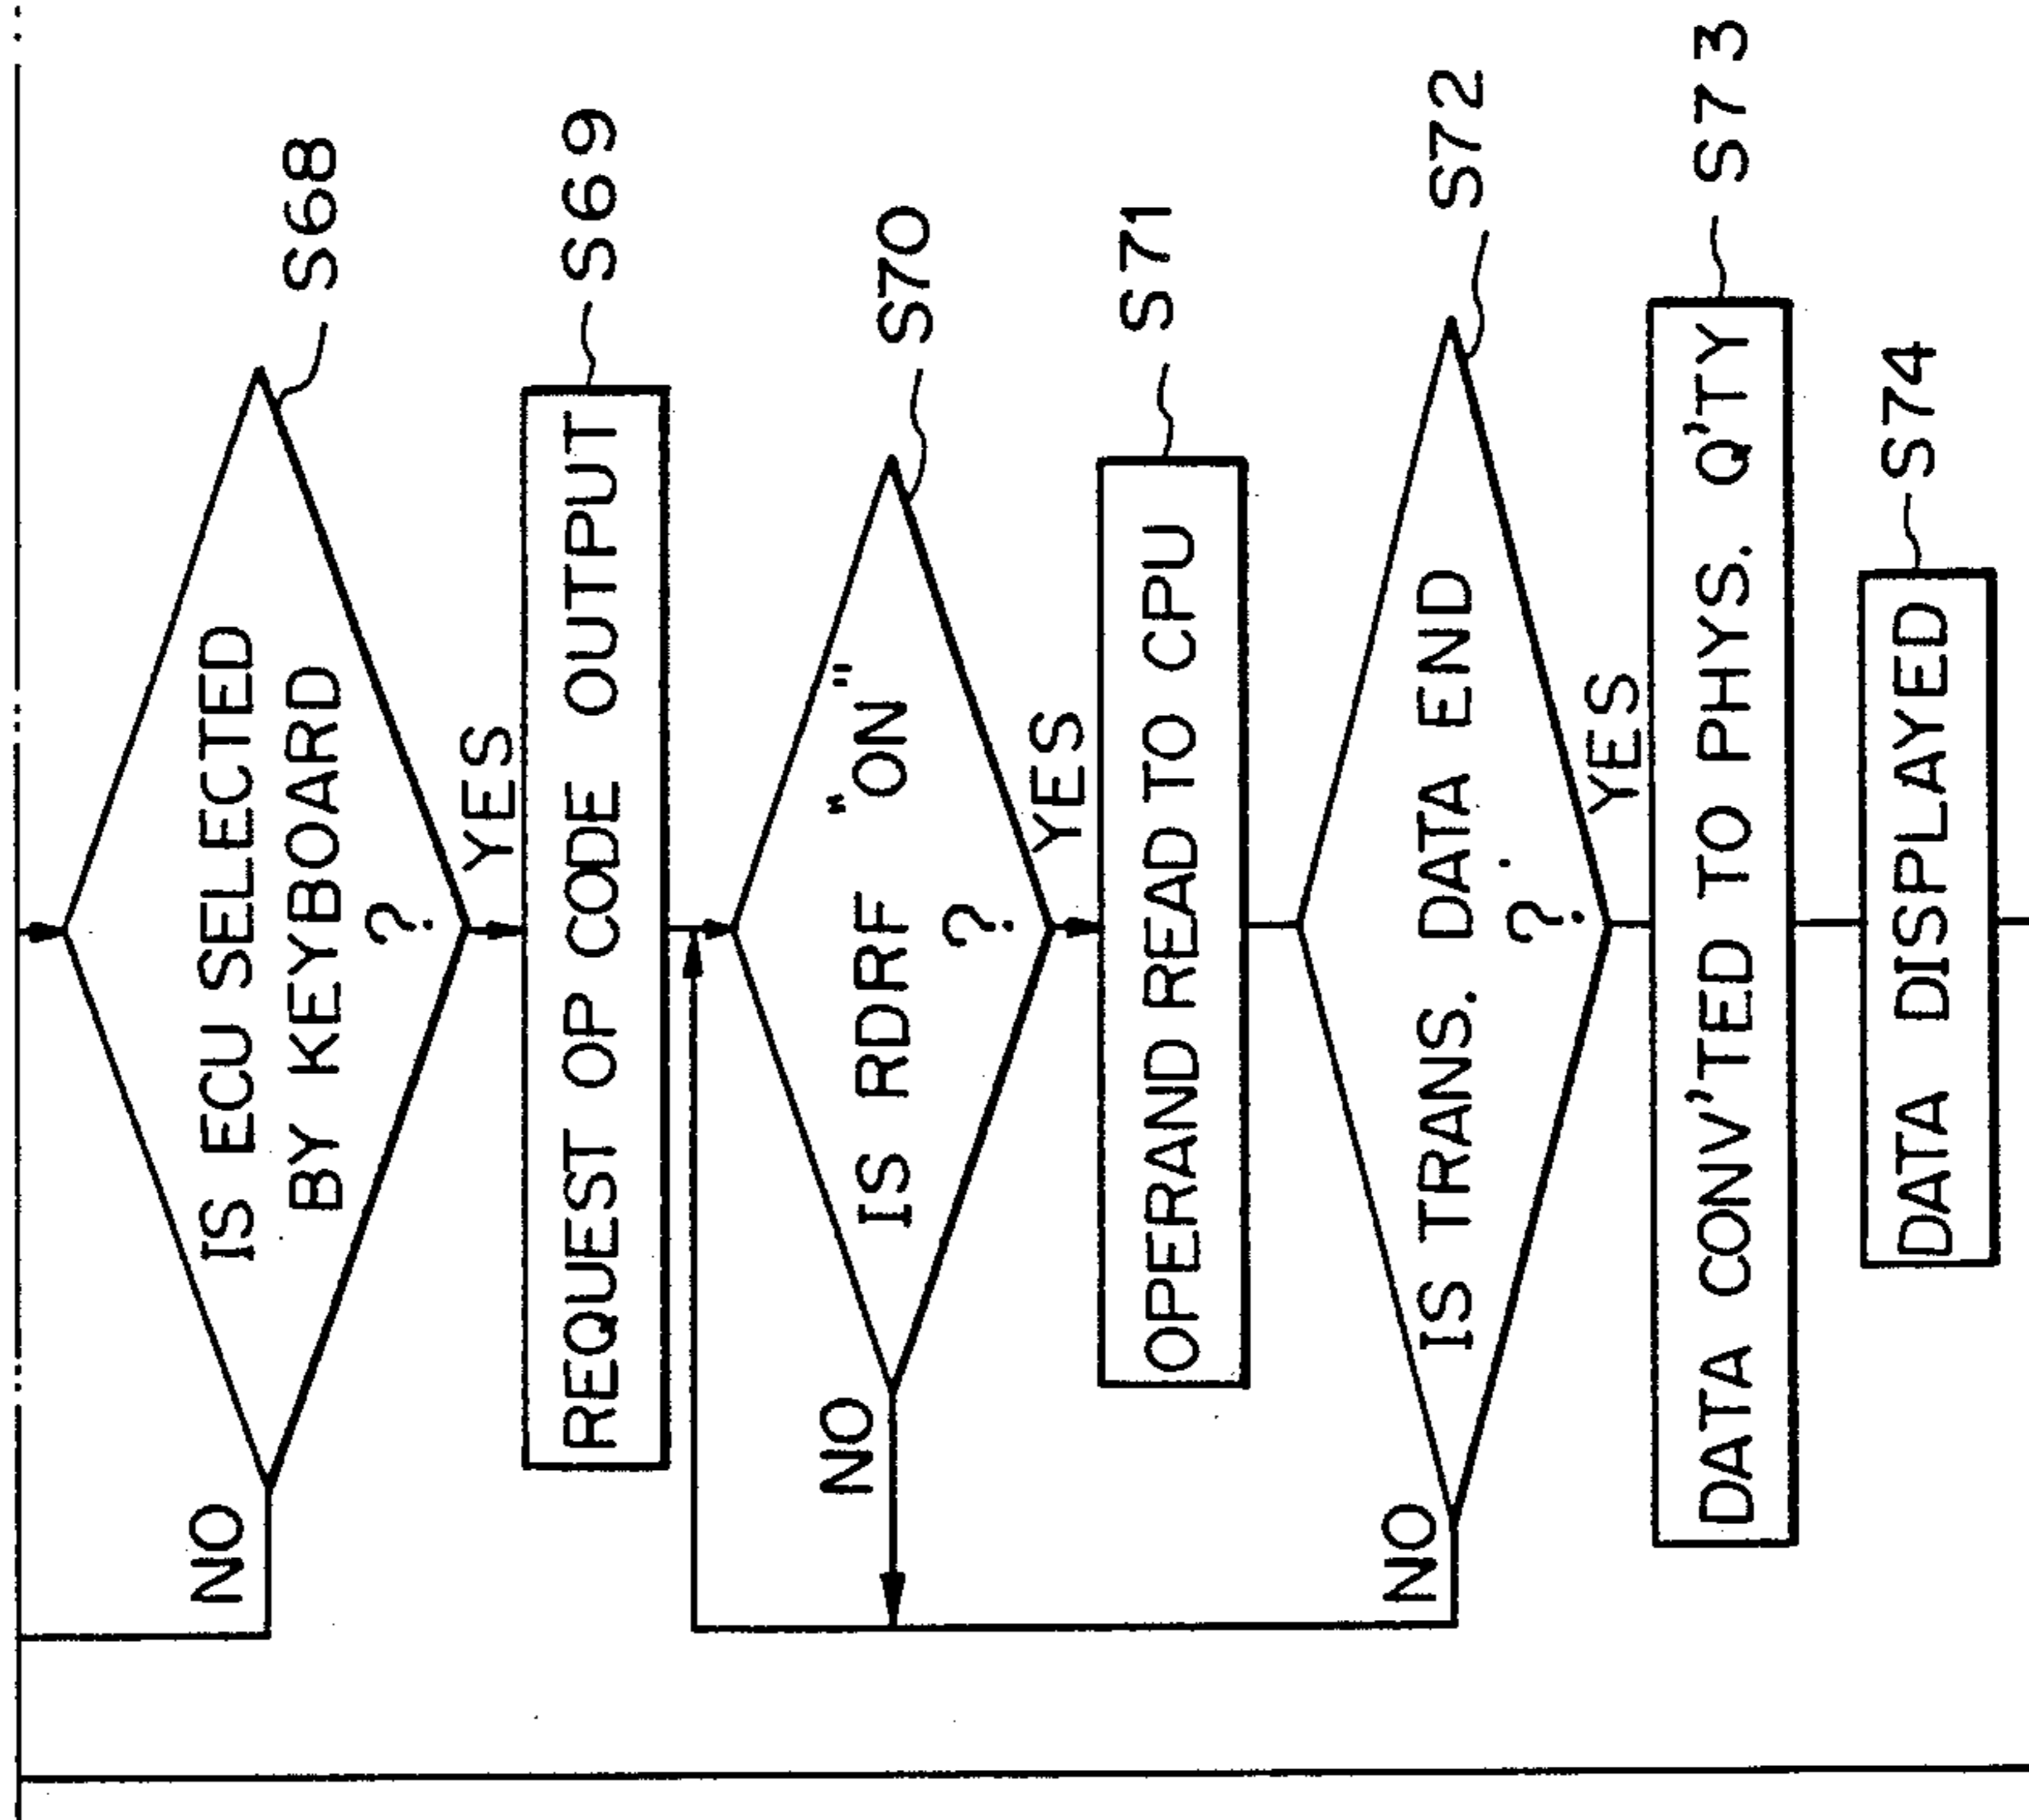 IS ECU SELECTED
BY KEYBOARD
?
S68
NO
YES
REQUEST OP CODE OUTPUT
S69
IS RDRF "ON"
?
S70
NO
YES
OPERAND READ TO CPU
S71
IS TRANS. DATA END
?
S72
NO
YES
DATA CONV'TED TO PHYS. Q'TY
S73
DATA DISPLAYED
S74